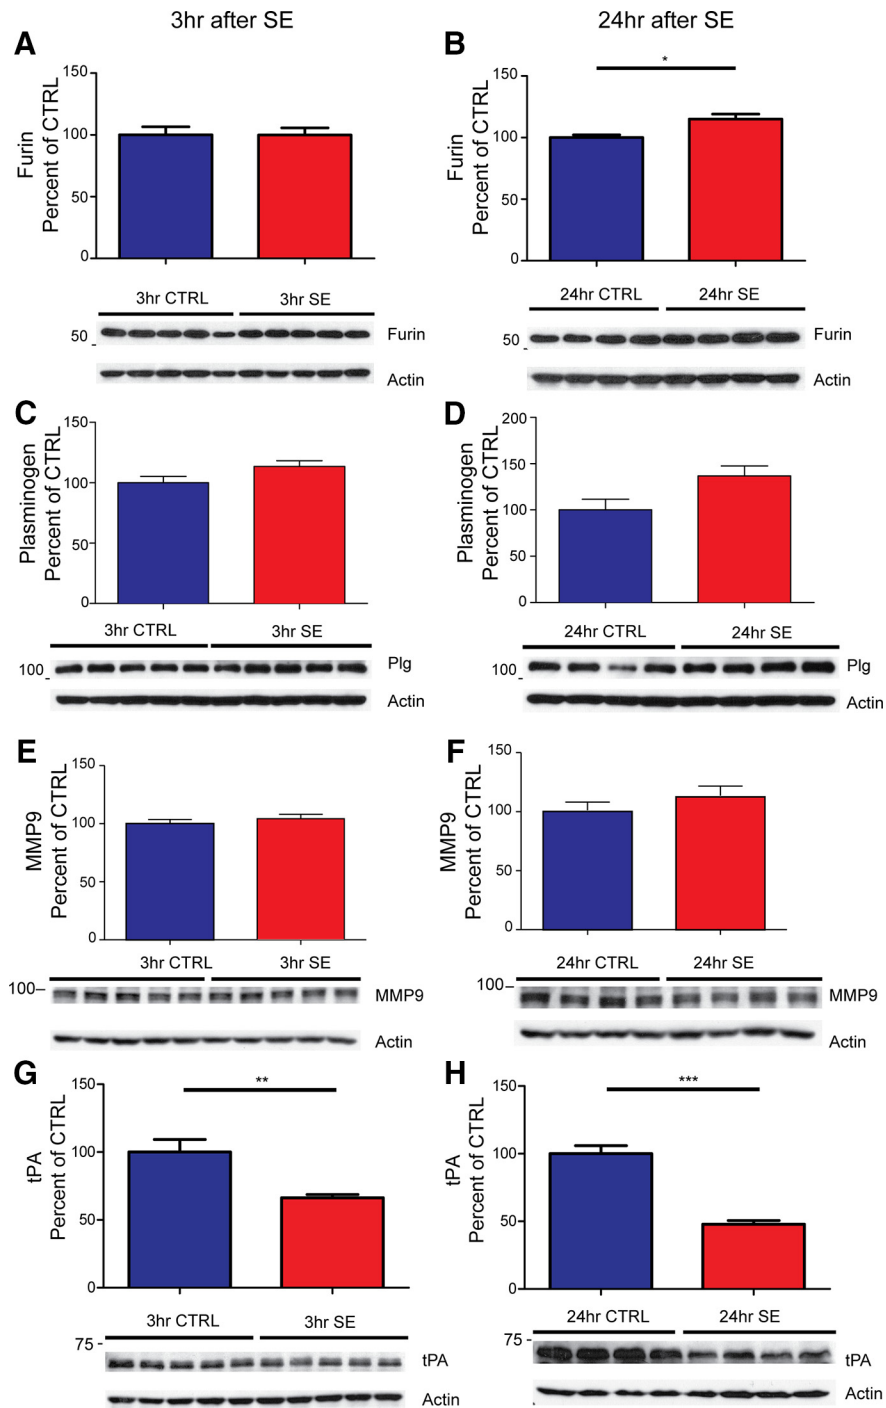 3hr after SE
24hr after SE
A
Furin
Percent of CTRL
150
100
50
0
3hr CTRL
3hr SE
50
Furin
Actin
B
*
Furin
Percent of CTRL
150
100
50
0
24hr CTRL
24hr SE
50
Furin
Actin
C
Plasminogen
Percent of CTRL
150
100
50
0
3hr CTRL
3hr SE
100
Plg
Actin
D
Plasminogen
Percent of CTRL
200
150
100
50
0
24hr CTRL
24hr SE
100
Plg
Actin
E
MMP9
Percent of CTRL
150
100
50
0
3hr CTRL
3hr SE
100
MMP9
Actin
F
MMP9
Percent of CTRL
150
100
50
0
24hr CTRL
24hr SE
100
MMP9
Actin
G
**
tPA
Percent of CTRL
150
100
50
0
3hr CTRL
3hr SE
75
tPA
Actin
H
***
tPA
Percent of CTRL
150
100
50
0
24hr CTRL
24hr SE
75
tPA
Actin